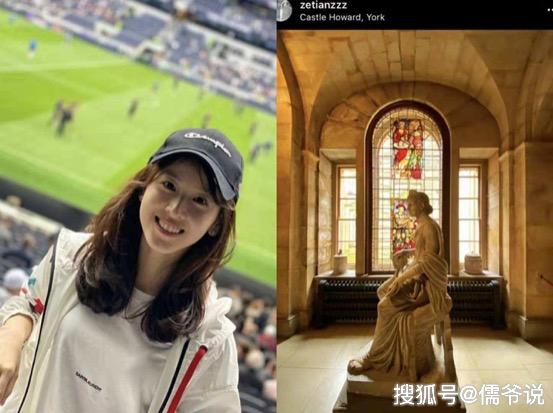 zetianzzz
Castle Howard, York
Champion
搜狐号@儒爷说